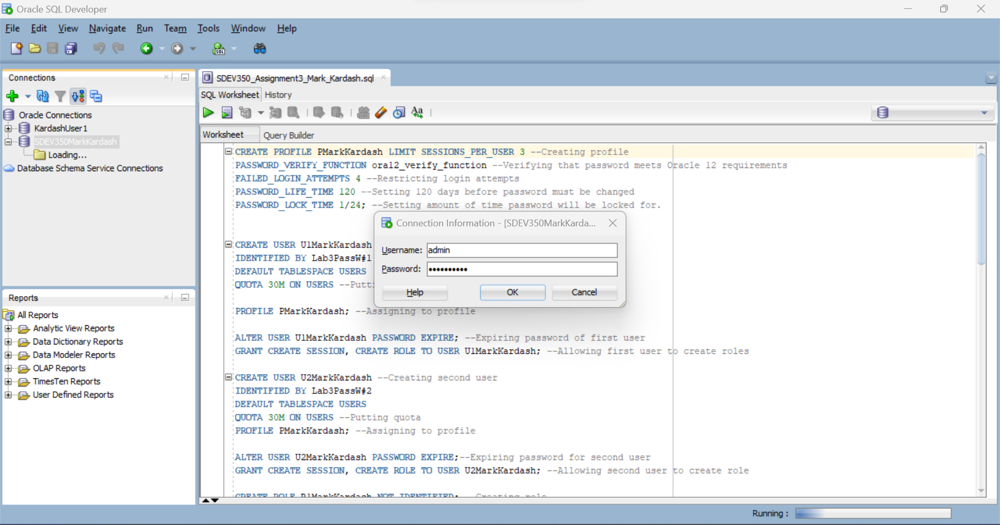 Oracle SQL Developer
File Edit View Navigate Run Team Tools Window Help
Connections
Oracle Connections
KardashUser1
SDEV350MarkKardash
Loading...
Database Schema Service Connections
Reports
All Reports
Analytic View Reports
Data Dictionary Reports
Data Modeler Reports
OLAP Reports
TimesTen Reports
User Defined Reports
SDEV350_Assignment3_Mark_Kardash.sql
SQL Worksheet History
Worksheet Query Builder
CREATE PROFILE PMarkKardash LIMIT SESSIONS_PER_USER 3 --Creating profile
PASSWORD_VERIFY_FUNCTION ora12_verify_function --Verifying that password meets Oracle 12 requirements
FAILED_LOGIN_ATTEMPTS 4 --Restricting login attempts
PASSWORD_LIFE_TIME 120 --Setting 120 days before password must be changed
PASSWORD_LOCK_TIME 1/24; --Setting amount of time password will be locked for.
CREATE USER U1MarkKardash
IDENTIFIED BY Lab3PassW#1
DEFAULT TABLESPACE USERS
QUOTA 30M ON USERS --Putti
PROFILE PMarkKardash; --Assigning to profile
ALTER USER U1MarkKardash PASSWORD EXPIRE; --Expiring password of first user
GRANT CREATE SESSION, CREATE ROLE TO USER U1MarkKardash; --Allowing first user to create roles
CREATE USER U2MarkKardash --Creating second user
IDENTIFIED BY Lab3PassW#2
DEFAULT TABLESPACE USERS
QUOTA 30M ON USERS --Putting quota
PROFILE PMarkKardash; --Assigning to profile
ALTER USER U2MarkKardash PASSWORD EXPIRE;--Expiring password for second user
GRANT CREATE SESSION, CREATE ROLE TO USER U2MarkKardash; --Allowing second user to create role
CREATE ROLE R1MarkKardash NOT IDENTIFIED; --Creating role
Connection Information - [SDEV350MarkKarda...
Username: admin
Password: ••••••••••
Help OK Cancel
Running :